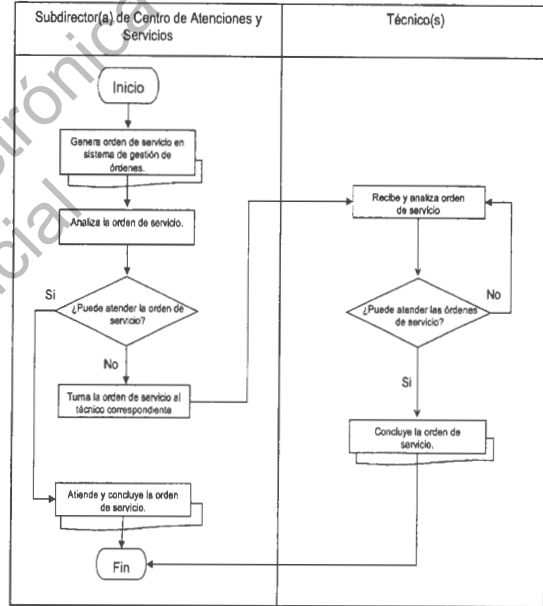 Subdirector(a) de Centro de Atenciones y
Servicios
Técnico(s)
Inicio
Genera orden de servicio en
sistema de gestión de
órdenes.
Analiza la orden de servicio.
Recibe y analiza orden
de servicio
Si
¿Puede atender la orden de
servicio?
No
¿Puede atender las órdenes
de servicio?
No
Turna la orden de servicio al
técnico correspondiente
Si
Concluye la orden de
servicio.
Atiende y concluye la orden
de servicio.
Fin